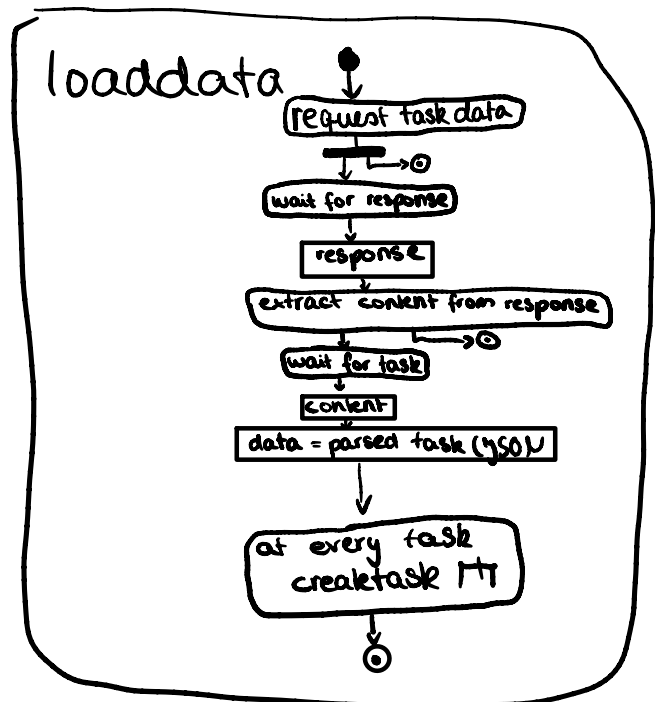 loaddata
request task data
wait for response
response
extract content from response
wait for task
content
data = parsed task (JSON
at every task
createtask